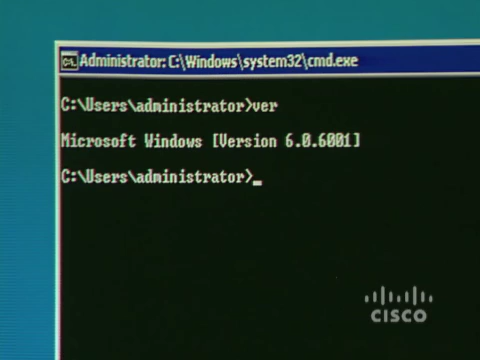 Administrator: C:\Windows\system32\cmd.exe
C:\Users\administrator>ver
Microsoft Windows [Version 6.0.6001]
C:\Users\administrator>_
CISCO